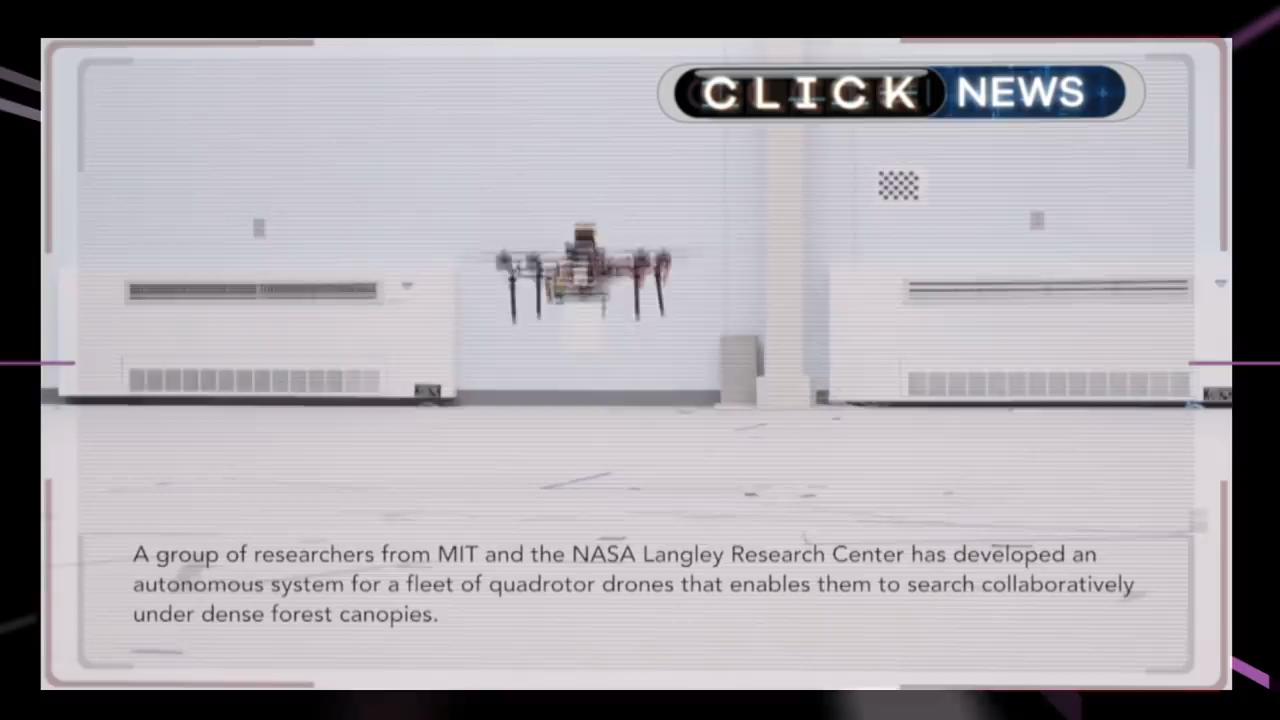 CLICK NEWS
A group of researchers from MIT and the NASA Langley Research Center has developed an
autonomous system for a fleet of quadrotor drones that enables them to search collaboratively
under dense forest canopies.